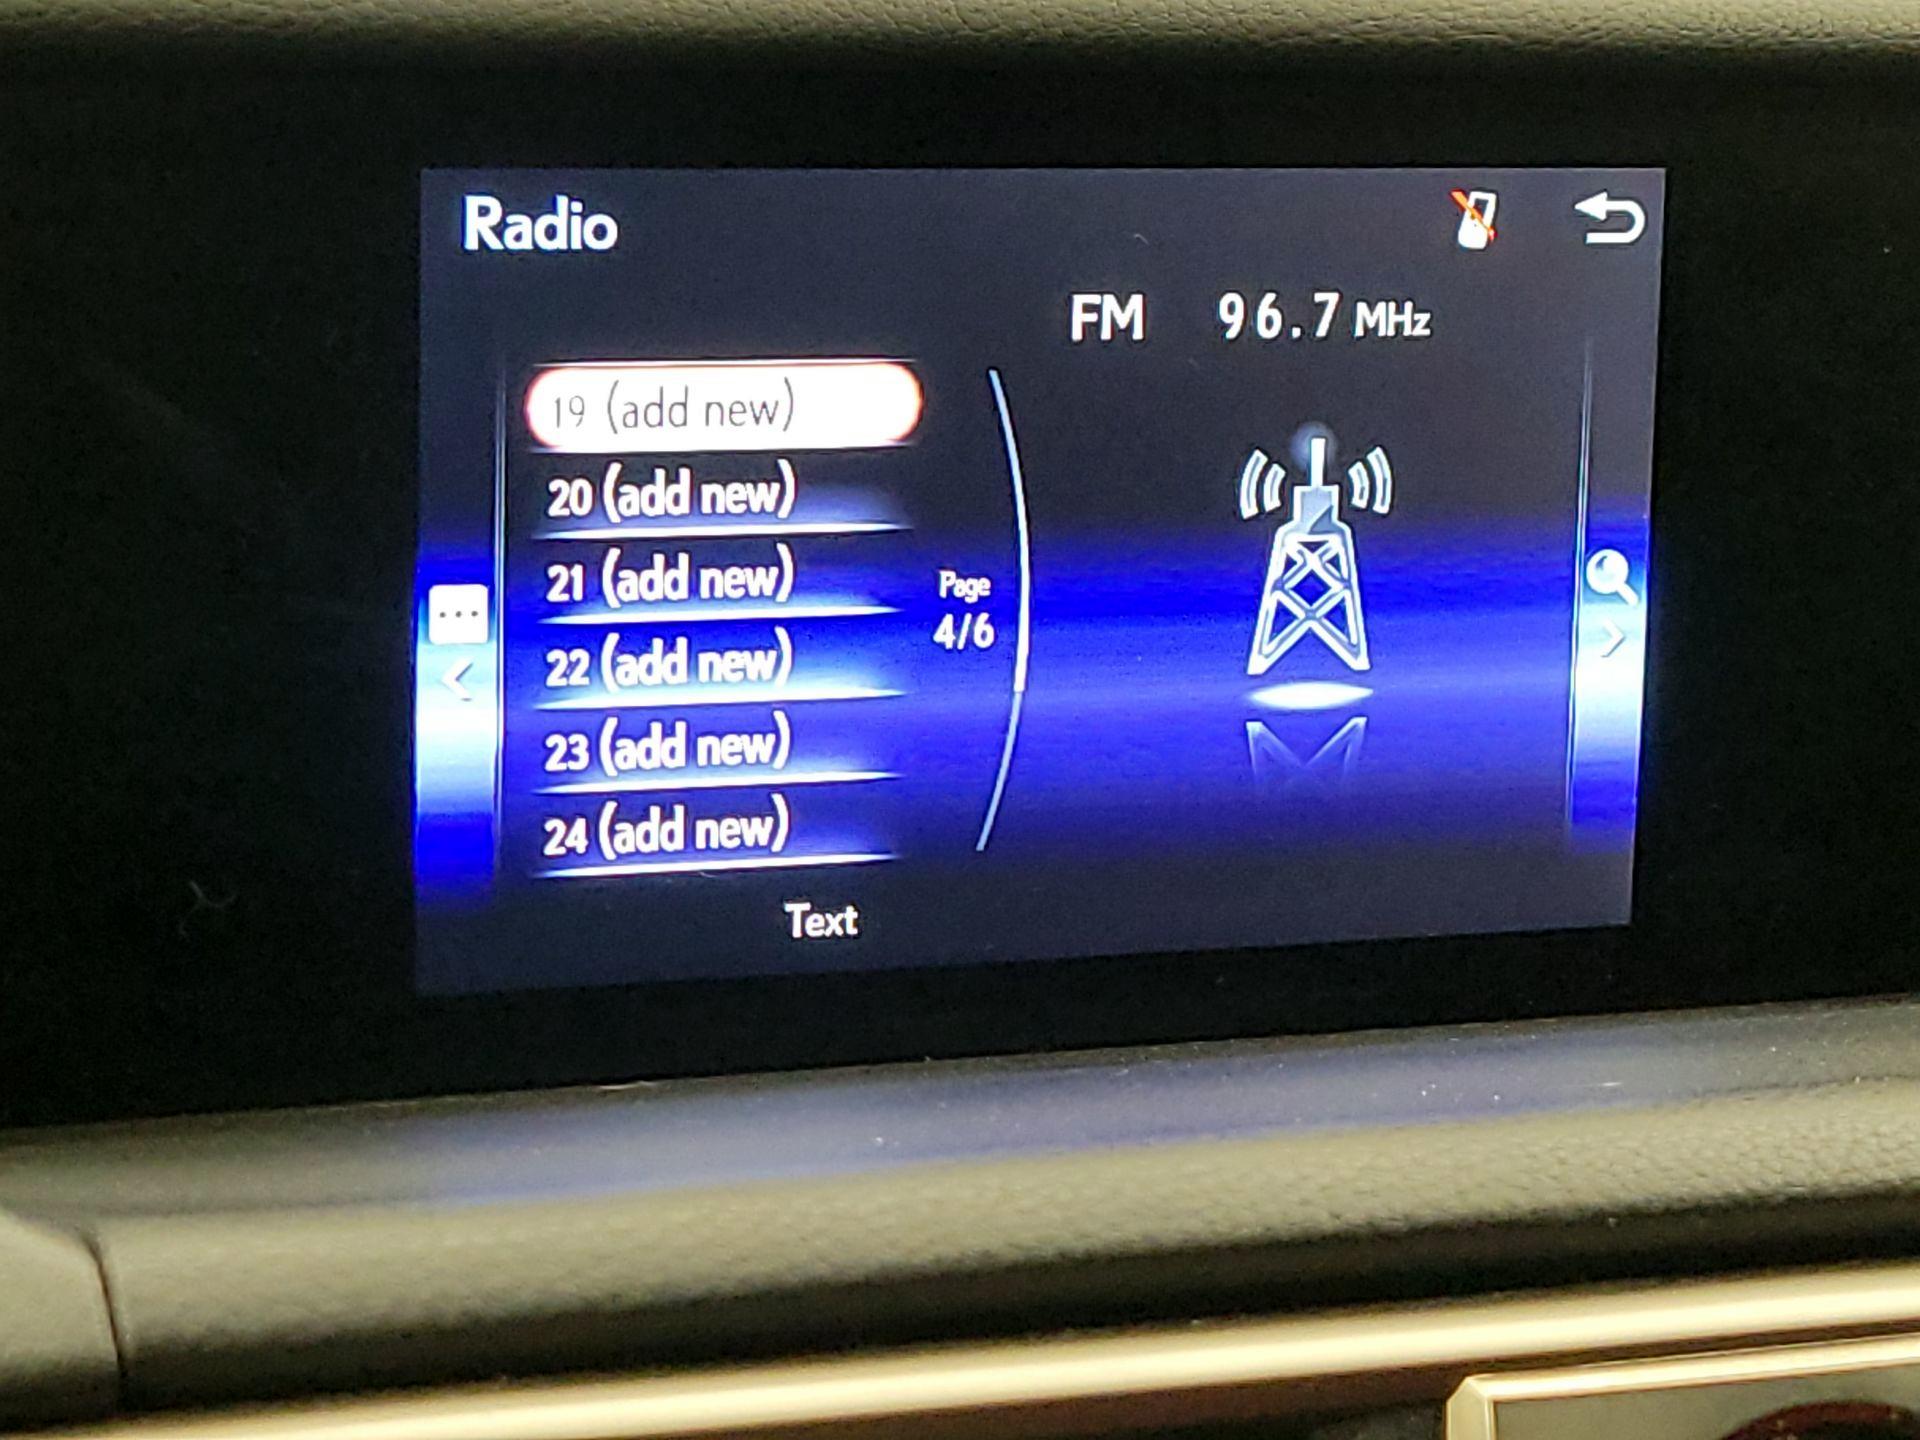 Radio
FM 96.7 MHz
19 (add new)
20 (add new)
21 (add new)
22 (add new)
23 (add new)
24 (add new)
Page
4/6
Text